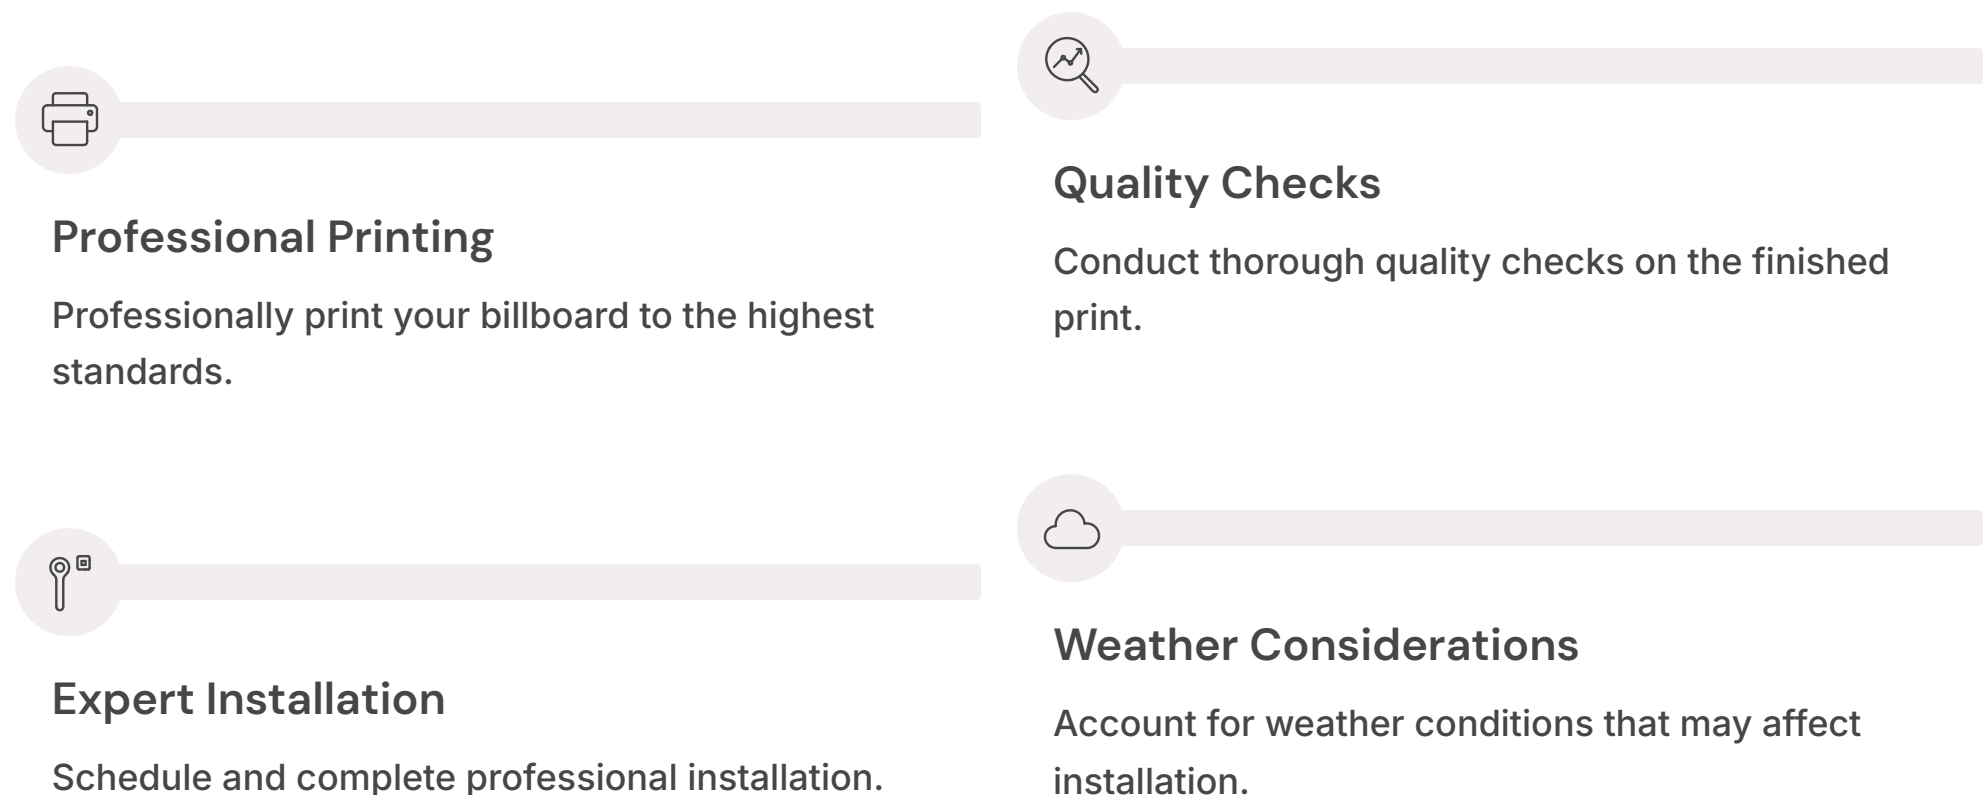 Professional Printing
Professionally print your billboard to the highest
standards.
Quality Checks
Conduct thorough quality checks on the finished
print.
Expert Installation
Schedule and complete professional installation.
Weather Considerations
Account for weather conditions that may affect
installation.